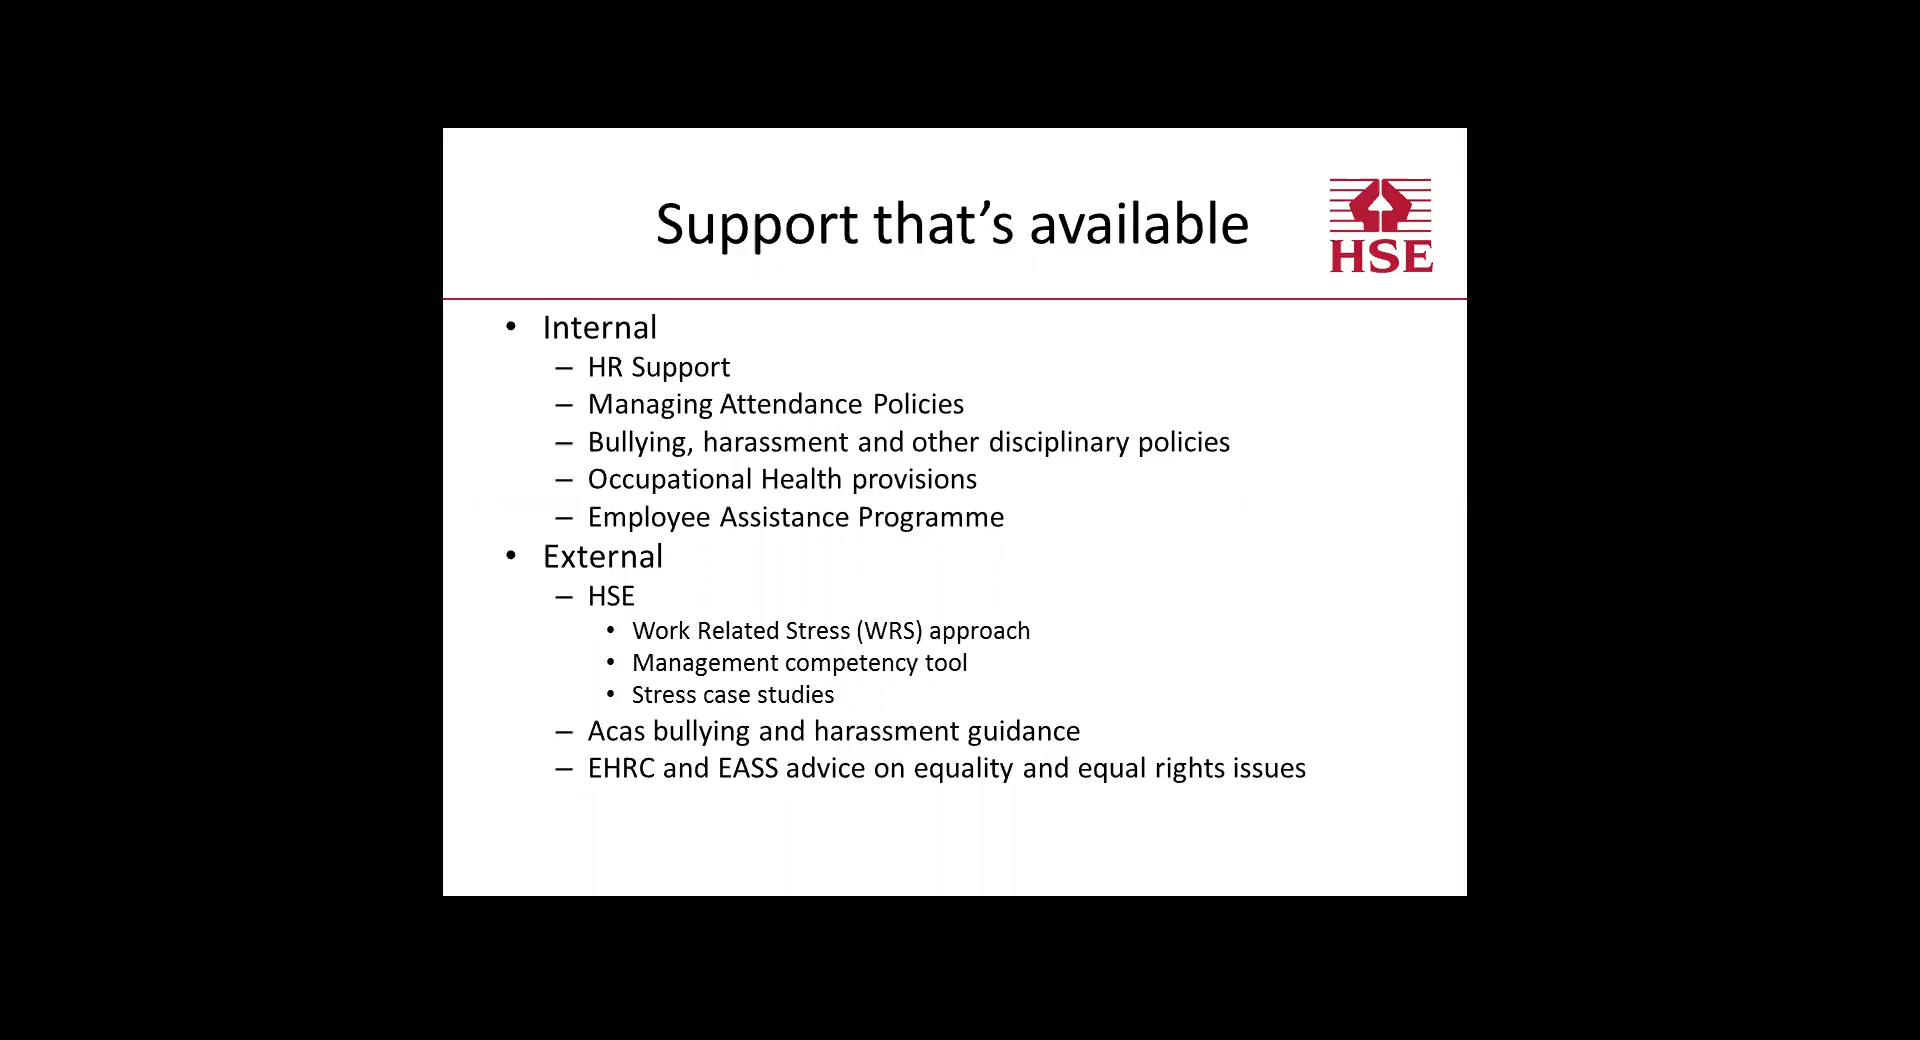 Support that’s available
HSE
• Internal
– HR Support
– Managing Attendance Policies
– Bullying, harassment and other disciplinary policies
– Occupational Health provisions
– Employee Assistance Programme
• External
– HSE
• Work Related Stress (WRS) approach
• Management competency tool
• Stress case studies
– Acas bullying and harassment guidance
– EHRC and EASS advice on equality and equal rights issues